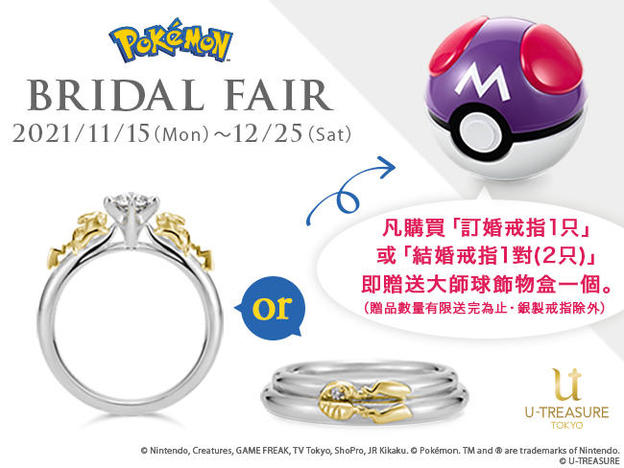 POKéMON
BRIDAL FAIR
2021/11/15(Mon)～12/25(Sat)
M
凡購買「訂婚戒指1只」
或「結婚戒指1對(2只)」
即贈送大師球飾物盒一個。
(贈品數量有限送完為止・銀製戒指除外)
or
U-TREASURE
TOKYO
© Nintendo, Creatures, GAME FREAK, TV Tokyo, ShoPro, JR Kikaku. © Pokémon. TM and ® are trademarks of Nintendo.
© U-TREASURE